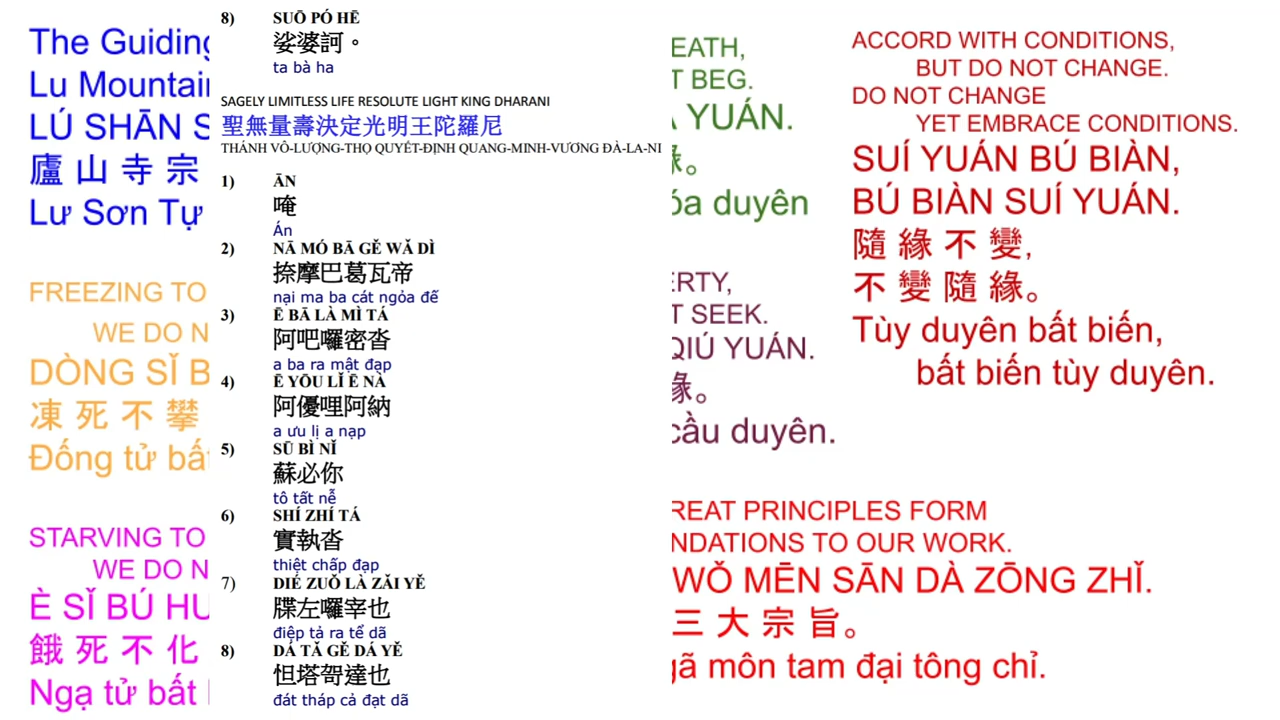 The Guiding
Lu Mountain
LÚ SHĀN S
廬 山 寺 宗
Lư Sơn Tự
FREEZING TO
WE DO N
DÒNG SǏ B
凍 死 不 攀
Đống tử bất
STARVING TO
WE DO N
È SǏ BÚ HU
餓 死 不 化
Ngạ tử bất
8) SUŌ PÓ HĒ
娑婆訶。
ta bà ha
SAGELY LIMITLESS LIFE RESOLUTE LIGHT KING DHARANI
聖無量壽決定光明王陀羅尼
THÁNH VÔ-LƯỢNG-THỌ QUYẾT-ĐỊNH QUANG-MINH-VƯƠNG ĐÀ-LA-NI
1) ĀN
唵
Án
2) NĀ MÓ BĀ GĚ WǍ DÌ
捺摩巴葛瓦帝
nại ma ba cát ngỏa đế
3) Ē BĀ LÀ MÌ TÁ
阿吧囉密沓
a ba ra mật đạp
4) Ē YŌU LǏ Ē NÀ
阿優哩阿納
a ưu lị a nạp
5) SŪ BÌ NǏ
蘇必你
tô tất nễ
6) SHÍ ZHÍ TÁ
實執沓
thiệt chấp đạp
7) DIÉ ZUǑ LÀ ZǍI YĚ
牒左囉宰也
điệp tả ra tể dã
8) DÁ TǍ GĚ DÁ YĚ
怛塔哿達也
đát tháp cả đạt dã
EATH,
T BEG.
YUÁN.
緣。
óa duyên
ERTY,
T SEEK.
QIÚ YUÁN.
緣。
cầu duyên.
ACCORD WITH CONDITIONS,
BUT DO NOT CHANGE.
DO NOT CHANGE
YET EMBRACE CONDITIONS.
SUÍ YUÁN BÚ BIÀN,
BÚ BIÀN SUÍ YUÁN.
隨 緣 不 變,
不 變 隨 緣。
Tùy duyên bất biến,
bất biến tùy duyên.
REAT PRINCIPLES FORM
NDATIONS TO OUR WORK.
WǑ MĒN SĀN DÀ ZŌNG ZHǏ.
三 大 宗 旨。
gã môn tam đại tông chỉ.